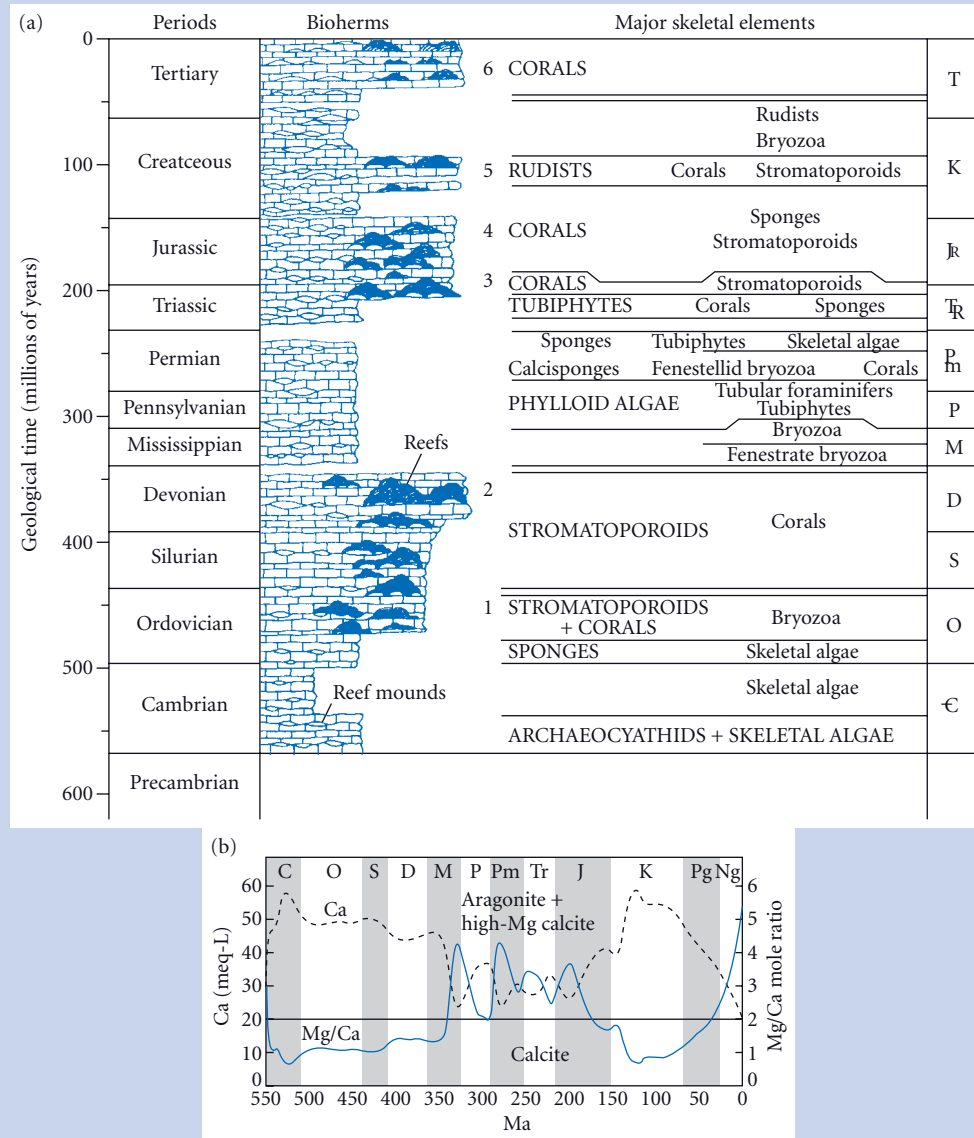 (a)
Periods Bioherms Major skeletal elements
0
Tertiary 6 CORALS T
Rudists
Bryozoa
100 Creatceous 5 RUDISTS Corals Stromatoporoids K
Sponges
4 CORALS Stromatoporoids
Jurassic JR
3 CORALS Stromatoporoids
200
Triassic TUBIPHYTES Corals Sponges TR
Sponges Tubiphytes Skeletal algae
Permian Pm
Calcisponges Fenestellid bryozoa Corals
Tubular foraminifers
Pennsylvanian PHYLLOID ALGAE Tubiphytes P
300
Bryozoa
Mississippian Reefs Fenestrate bryozoa M
Devonian 2 D
STROMATOPOROIDS Corals
400
Silurian S
1 STROMATOPOROIDS
+ CORALS Bryozoa
Ordovician O
SPONGES Skeletal algae
500
Cambrian Reef mounds Skeletal algae Є
ARCHAEOCYATHIDS + SKELETAL ALGAE
Precambrian
600
Geological time (millions of years)
(b)
C O S D M P Pm Tr J K Pg Ng
60 6
Ca Aragonite +
50 high-Mg calcite 5
40 4
30 3
20 2
Mg/Ca
10 Calcite 1
0 0
550 500 450 400 350 300 250 200 150 100 50 0
Ma
Ca (meq-L)
Mg/Ca mole ratio